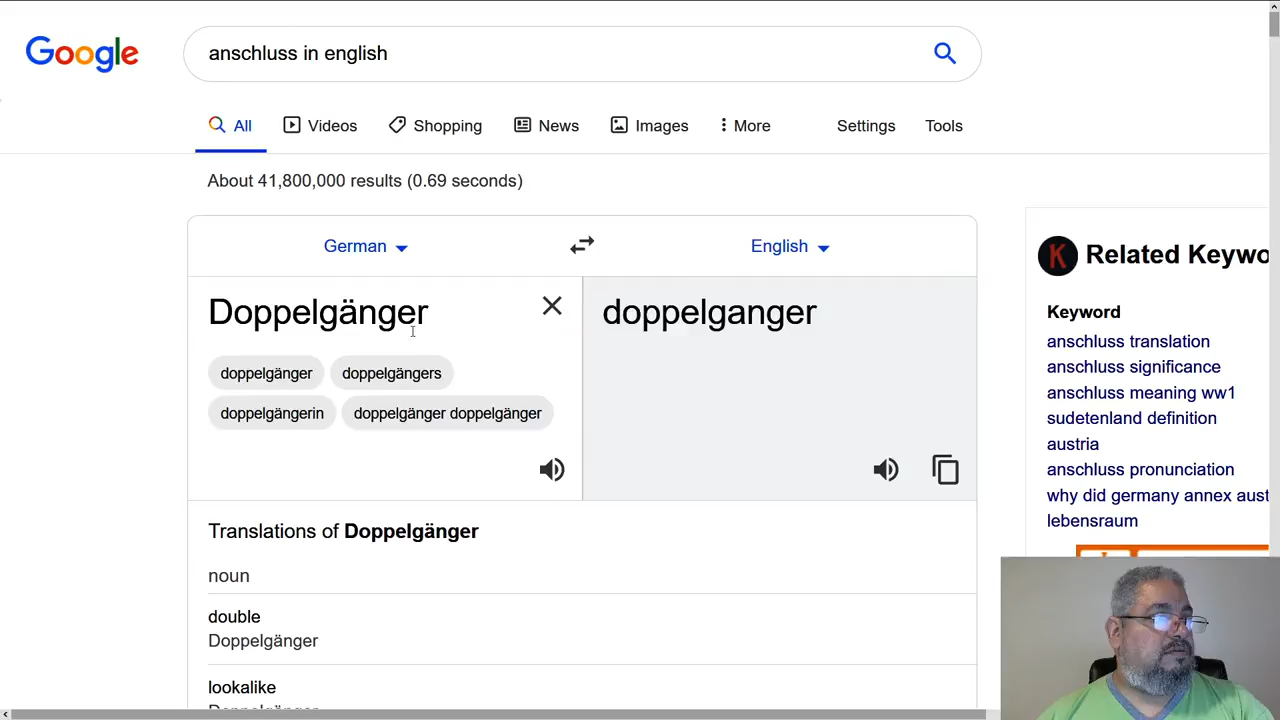 Google
anschluss in english
All
Videos
Shopping
News
Images
More
Settings
Tools
About 41,800,000 results (0.69 seconds)
German
English
Doppelgänger
doppelganger
doppelgänger
doppelgängers
doppelgängerin
doppelgänger doppelgänger
Translations of Doppelgänger
noun
double
Doppelgänger
lookalike
K
Related Keywo
Keyword
anschluss translation
anschluss significance
anschluss meaning ww1
sudetenland definition
austria
anschluss pronunciation
why did germany annex aust
lebensraum